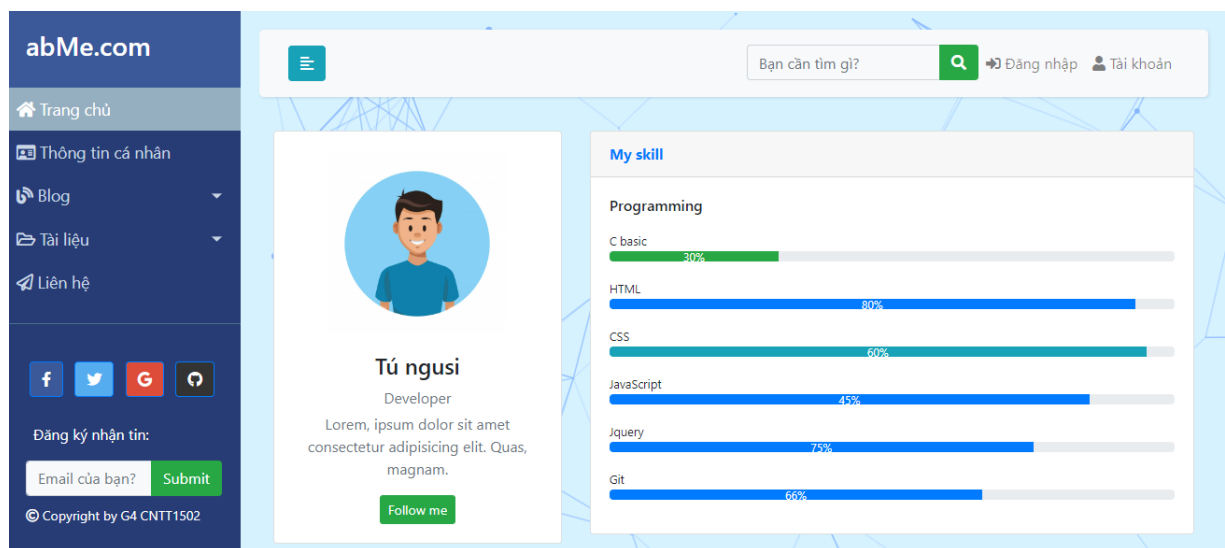 abMe.com
Trang chủ
Thông tin cá nhân
Blog
Tài liệu
Liên hệ
Đăng ký nhận tin:
Email của bạn? Submit
© Copyright by G4 CNTT1502
Bạn cần tìm gì? Đăng nhập Tài khoản
Tú ngusi
Developer
Lorem, ipsum dolor sit amet
consectetur adipisicing elit. Quas,
magnam.
Follow me
My skill
Programming
C basic
30%
HTML
80%
CSS
60%
JavaScript
45%
Jquery
75%
Git
66%